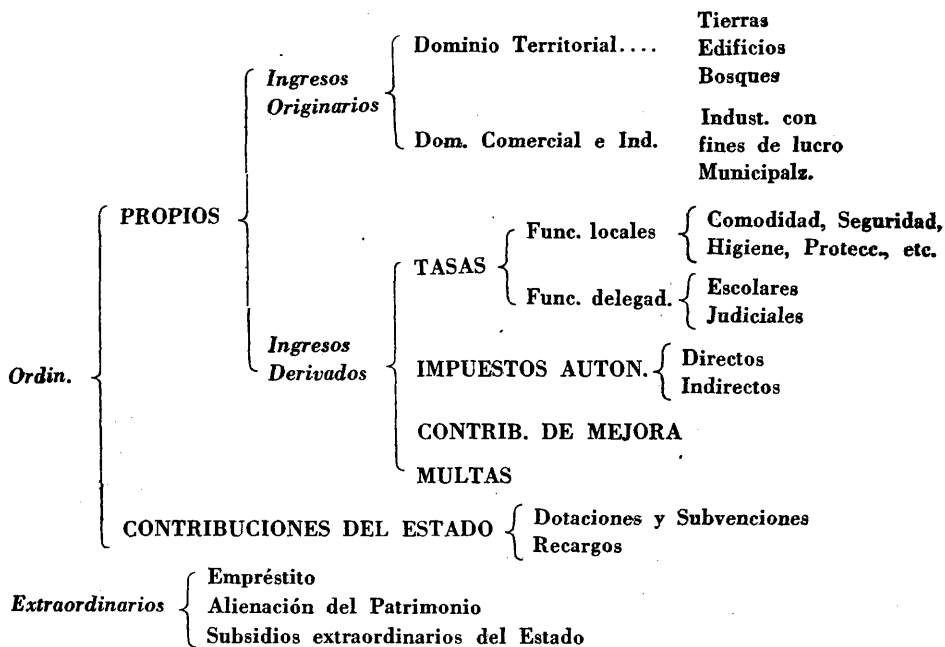 Tierras
Dominio Territorial....
Edificios
Bosques
Ingresos
Originarios
Indust. con
Dom. Comercial e Ind.
fines de lucro
Municipalz.
PROPIOS
Func. locales
Comodidad, Seguridad,
Higiene, Protecc., etc.
TASAS
Func. delegad.
Escolares
Judiciales
Ingresos
Derivados
IMPUESTOS AUTON.
Directos
Indirectos
Ordin.
CONTRIB. DE MEJORA
MULTAS
CONTRIBUCIONES DEL ESTADO
Dotaciones y Subvenciones
Recargos
Extraordinarios
Empréstito
Alienación del Patrimonio
Subsidios extraordinarios del Estado